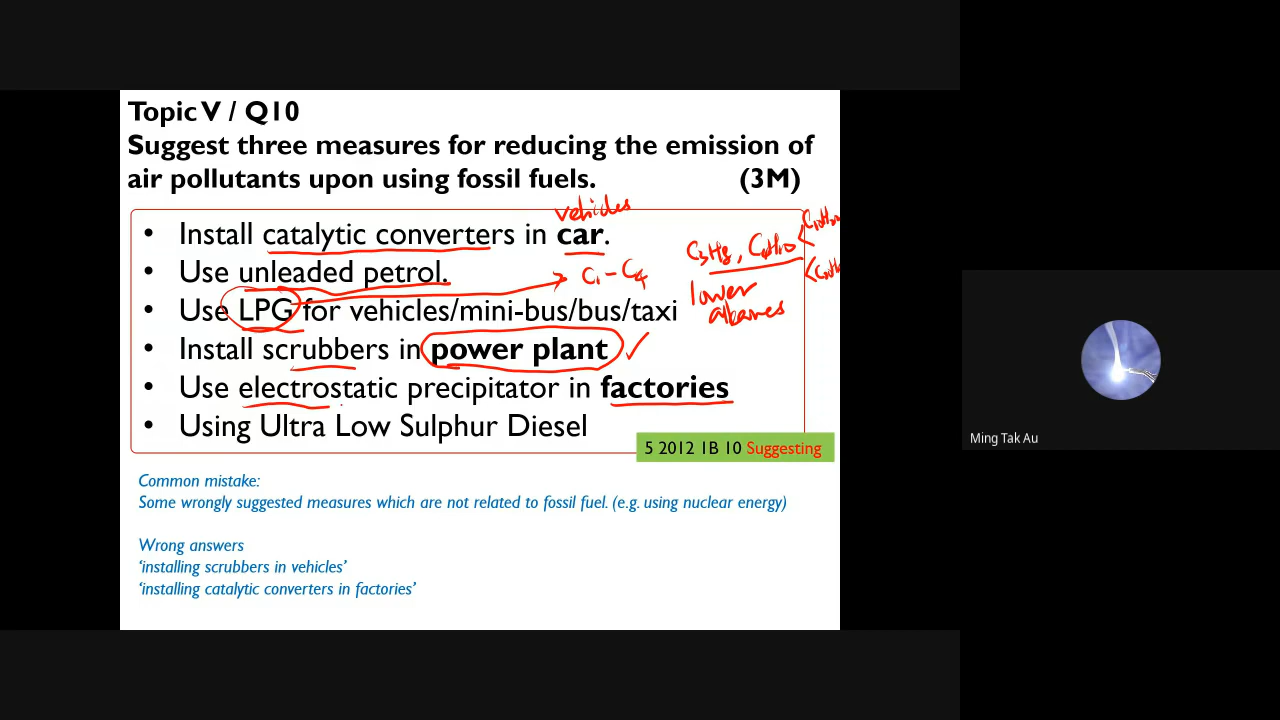 Topic V / Q10
Suggest three measures for reducing the emission of
air pollutants upon using fossil fuels. (3M)
vehicles
• Install catalytic converters in car.
C3H8, C4H10
• Use unleaded petrol.
C1-C4
lower
alkanes
• Use LPG for vehicles/mini-bus/bus/taxi
• Install scrubbers in power plant ✓
• Use electrostatic precipitator in factories
• Using Ultra Low Sulphur Diesel
5 2012 1B 10 Suggesting
Common mistake:
Some wrongly suggested measures which are not related to fossil fuel. (e.g. using nuclear energy)
Wrong answers
‘installing scrubbers in vehicles’
‘installing catalytic converters in factories’
Ming Tak Au